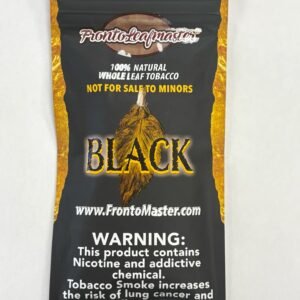 FrontoLeafmaster
100% NATURAL
WHOLE LEAF TOBACCO
NOT FOR SALE TO MINORS
BLACK
www.FrontoMaster.com
WARNING:
This product contains
Nicotine and addictive
chemical.
Tobacco Smoke increases
the risk of lung cancer and